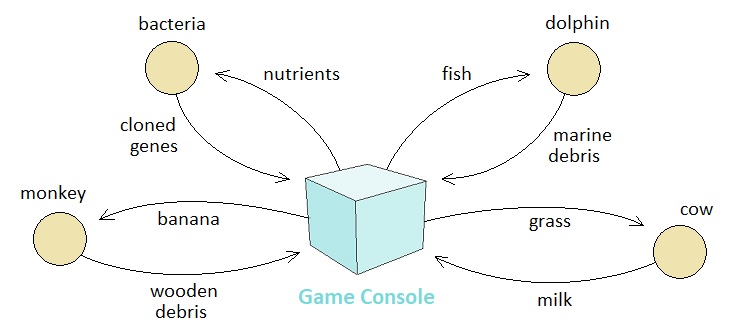 dolphin
bacteria
nutrients
fish
cloned
genes
marine
debris
monkey
cow
banana
grass
wooden
debris
Game Console
milk